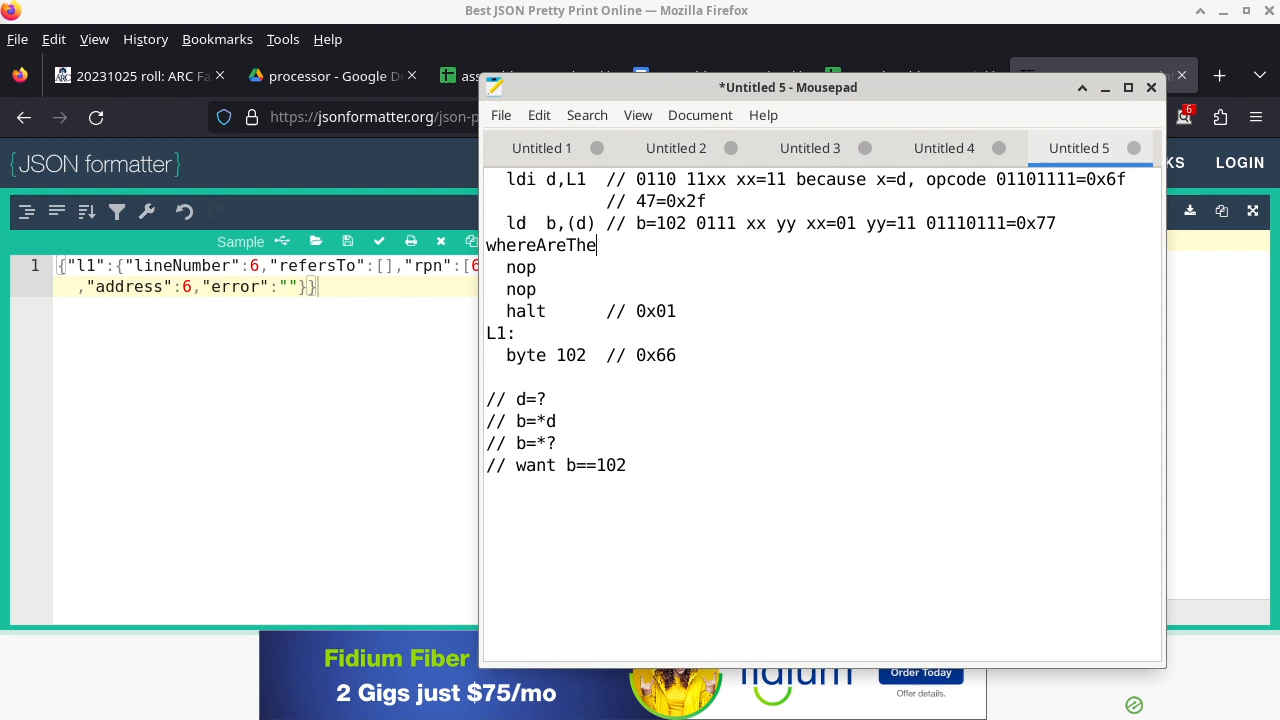 Best JSON Pretty Print Online — Mozilla Firefox
File Edit View History Bookmarks Tools Help
20231025 roll: ARC Fa
processor - Google Dr
https://jsonformatter.org/json-p
6
{JSON formatter}
LOGIN
Sample
1 {"l1":{"lineNumber":6,"refersTo":[],"rpn":[6
,"address":6,"error":""}}
*Untitled 5 - Mousepad
File Edit Search View Document Help
Untitled 1 Untitled 2 Untitled 3 Untitled 4 Untitled 5
ldi d,L1 // 0110 11xx xx=11 because x=d, opcode 01101111=0x6f
// 47=0x2f
ld b,(d) // b=102 0111 xx yy xx=01 yy=11 01110111=0x77
whereAreThe
nop
nop
halt // 0x01
L1:
byte 102 // 0x66
// d=?
// b=*d
// b=*?
// want b==102
Fidium Fiber
2 Gigs just $75/mo
fidium
Order Today
Offer details.